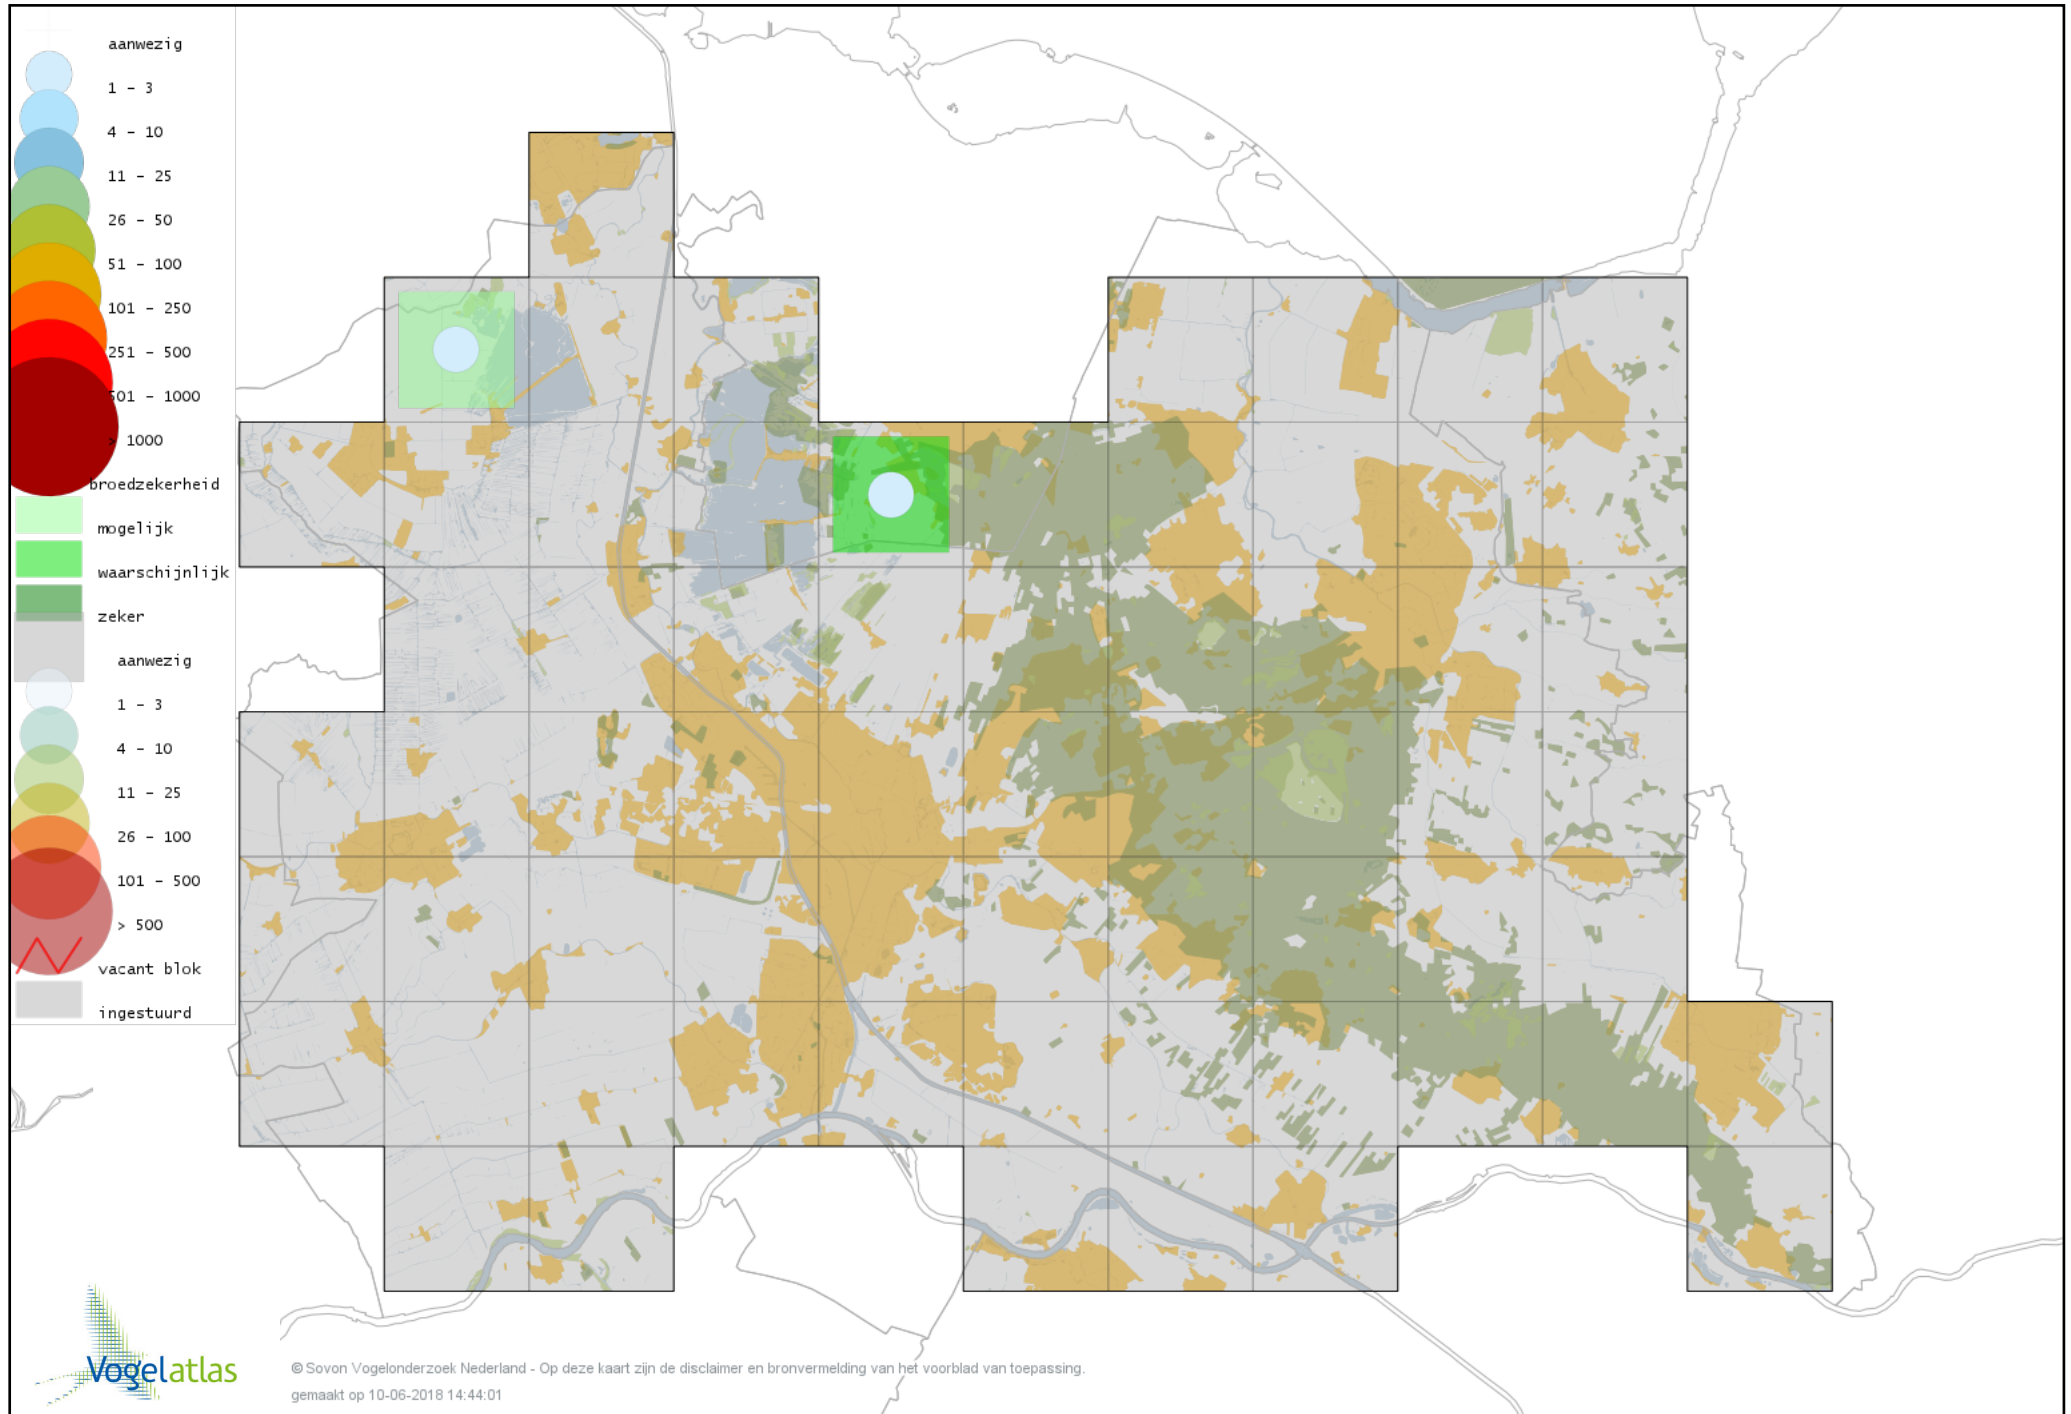 aanwezig
1 - 3
4 - 10
11 - 25
26 - 50
51 - 100
101 - 250
251 - 500
501 - 1000
> 1000
broedzekerheid
mogelijk
waarschijnlijk
zeker
aanwezig
1 - 3
4 - 10
11 - 25
26 - 100
101 - 500
> 500
vacant blok
ingestuurd
Vogelatlas
© Sovon Vogelonderzoek Nederland - Op deze kaart zijn de disclaimer en bronvermelding van het voorblad van toepassing.
gemaakt op 10-06-2018 14:44:01